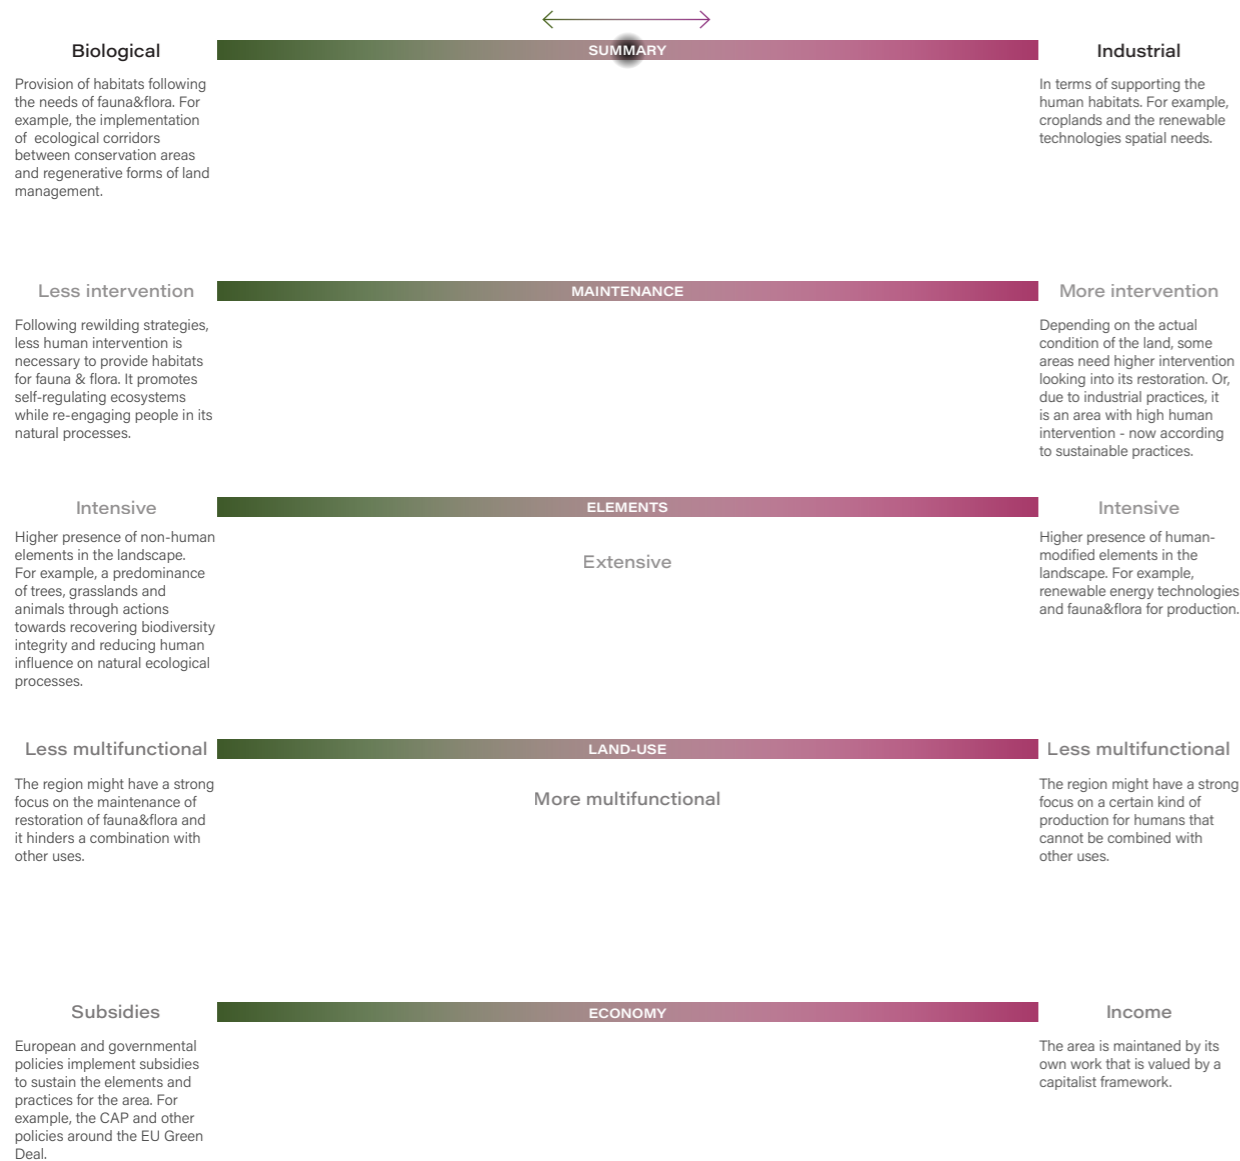 SUMMARY
Biological
Provision of habitats following
the needs of fauna&flora. For
example, the implementation
of ecological corridors
between conservation areas
and regenerative forms of land
management.
Industrial
In terms of supporting the
human habitats. For example,
croplands and the renewable
technologies spatial needs.
MAINTENANCE
Less intervention
Following rewilding strategies,
less human intervention is
necessary to provide habitats
for fauna & flora. It promotes
self-regulating ecosystems
while re-engaging people in its
natural processes.
More intervention
Depending on the actual
condition of the land, some
areas need higher intervention
looking into its restoration. Or,
due to industrial practices, it
is an area with high human
intervention - now according
to sustainable practices.
ELEMENTS
Intensive
Higher presence of non-human
elements in the landscape.
For example, a predominance
of trees, grasslands and
animals through actions
towards recovering biodiversity
integrity and reducing human
influence on natural ecological
processes.
Extensive
Intensive
Higher presence of human-
modified elements in the
landscape. For example,
renewable energy technologies
and fauna&flora for production.
LAND-USE
Less multifunctional
The region might have a strong
focus on the maintenance of
restoration of fauna&flora and
it hinders a combination with
other uses.
More multifunctional
Less multifunctional
The region might have a strong
focus on a certain kind of
production for humans that
cannot be combined with
other uses.
ECONOMY
Subsidies
European and governmental
policies implement subsidies
to sustain the elements and
practices for the area. For
example, the CAP and other
policies around the EU Green
Deal.
Income
The area is maintaned by its
own work that is valued by a
capitalist framework.